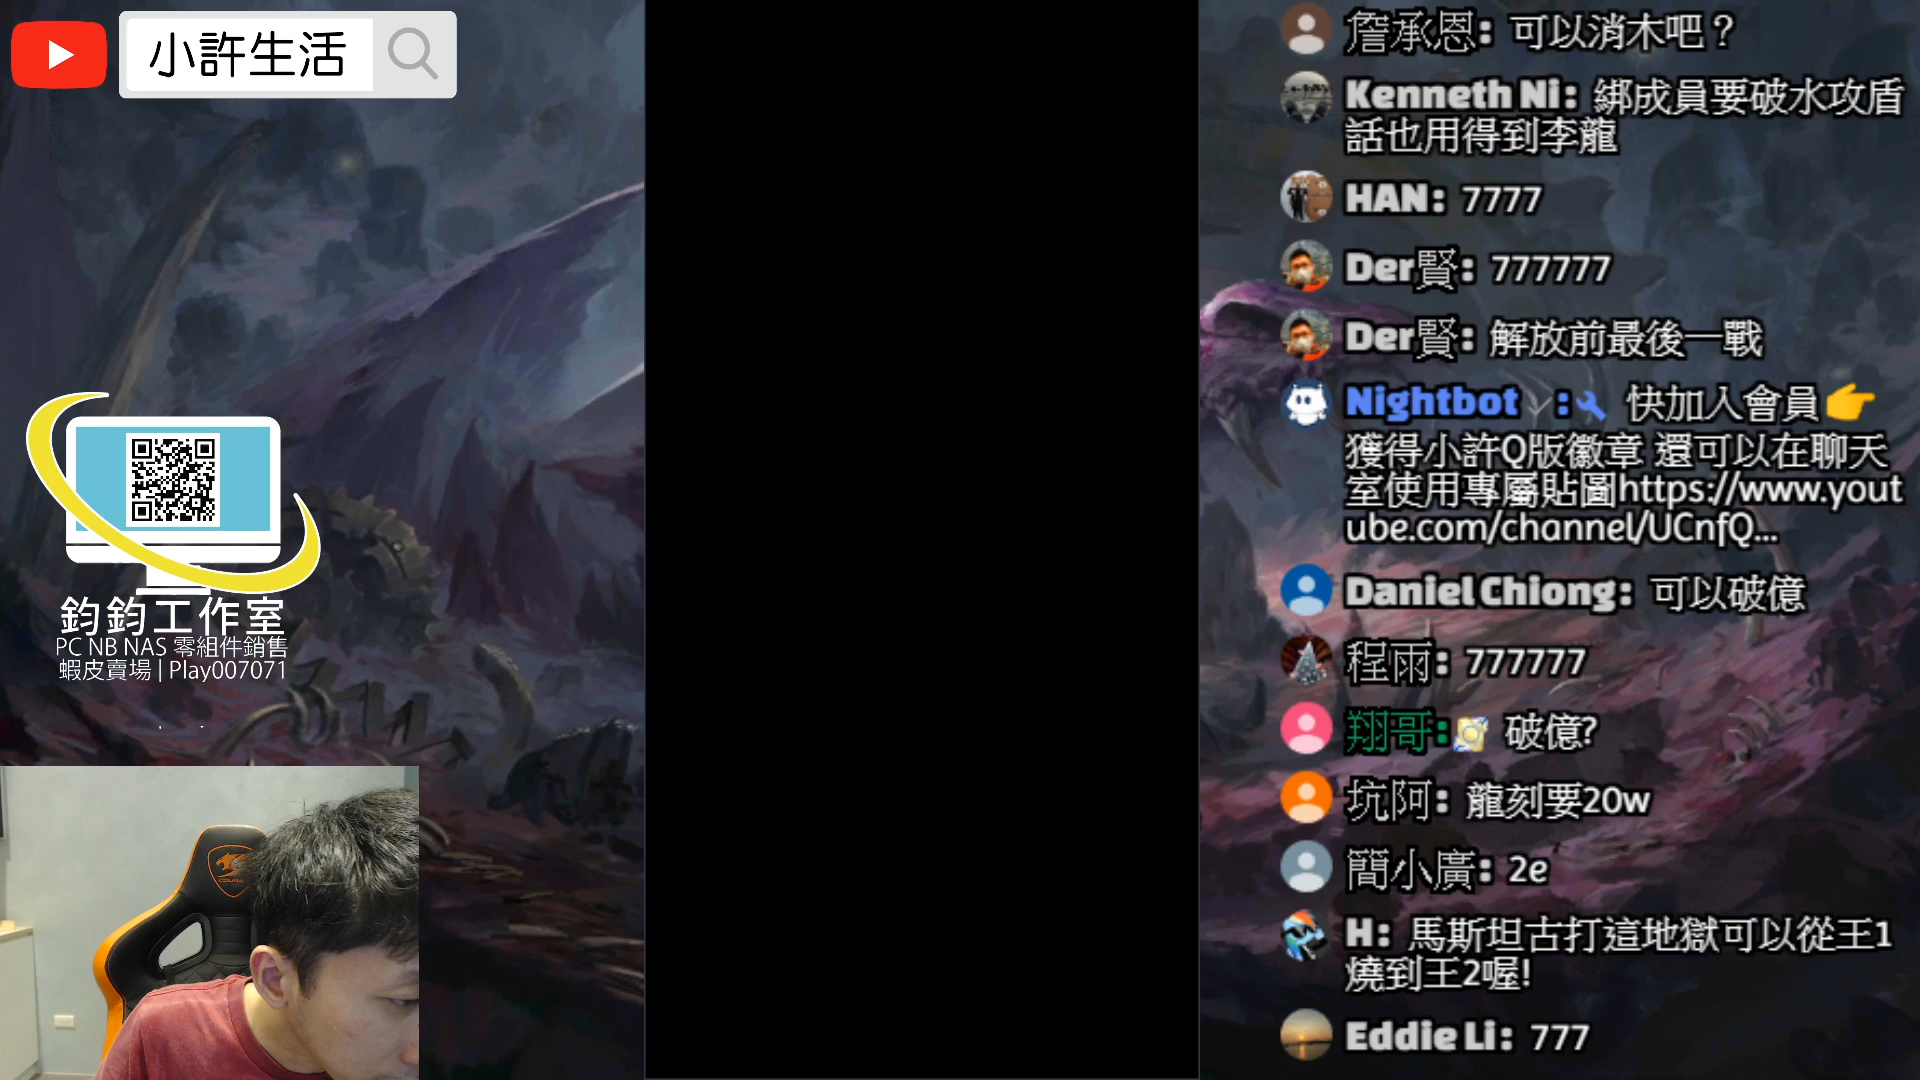 小許生活
鈞鈞工作室
PC NB NAS 零組件銷售
蝦皮賣場 | Play007071
詹承恩: 可以消木吧？
Kenneth Ni: 綁成員要破水攻盾
話也用得到李龍
HAN: 7777
Der賢: 777777
Der賢: 解放前最後一戰
Nightbot: 快加入會員👉
獲得小許Q版徽章 還可以在聊天
室使用專屬貼圖https://www.yout
ube.com/channel/UCnfQ...
Daniel Chiong: 可以破億
程雨: 777777
翔哥: 破億?
坑阿: 龍刻要20w
簡小廣: 2e
H: 馬斯坦古打這地獄可以從王1
燒到王2喔!
Eddie Li: 777